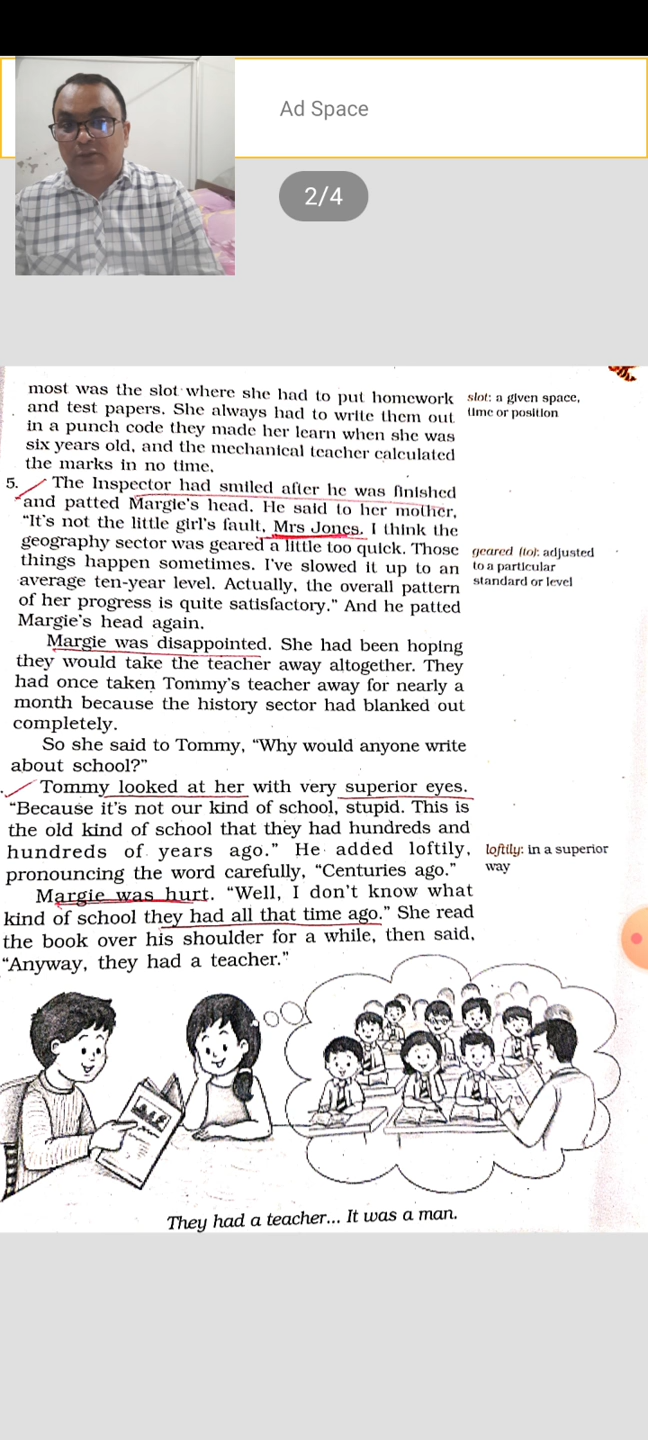 Ad Space
2/4
most was the slot where she had to put homework
and test papers. She always had to write them out
in a punch code they made her learn when she was
six years old, and the mechanical teacher calculated
the marks in no time.
slot: a given space,
time or position
5. The Inspector had smiled after he was finished
and patted Margie's head. He said to her mother,
“It's not the little girl's fault, Mrs Jones. I think the
geography sector was geared a little too quick. Those
things happen sometimes. I've slowed it up to an
average ten-year level. Actually, the overall pattern
of her progress is quite satisfactory.” And he patted
Margie's head again.
geared (to): adjusted
to a particular
standard or level
Margie was disappointed. She had been hoping
they would take the teacher away altogether. They
had once taken Tommy's teacher away for nearly a
month because the history sector had blanked out
completely.
So she said to Tommy, “Why would anyone write
about school?”
Tommy looked at her with very superior eyes.
“Because it's not our kind of school, stupid. This is
the old kind of school that they had hundreds and
hundreds of years ago.” He added loftily,
pronouncing the word carefully, “Centuries ago.”
loftily: in a superior
way
Margie was hurt. “Well, I don't know what
kind of school they had all that time ago.” She read
the book over his shoulder for a while, then said,
“Anyway, they had a teacher.”
They had a teacher... It was a man.